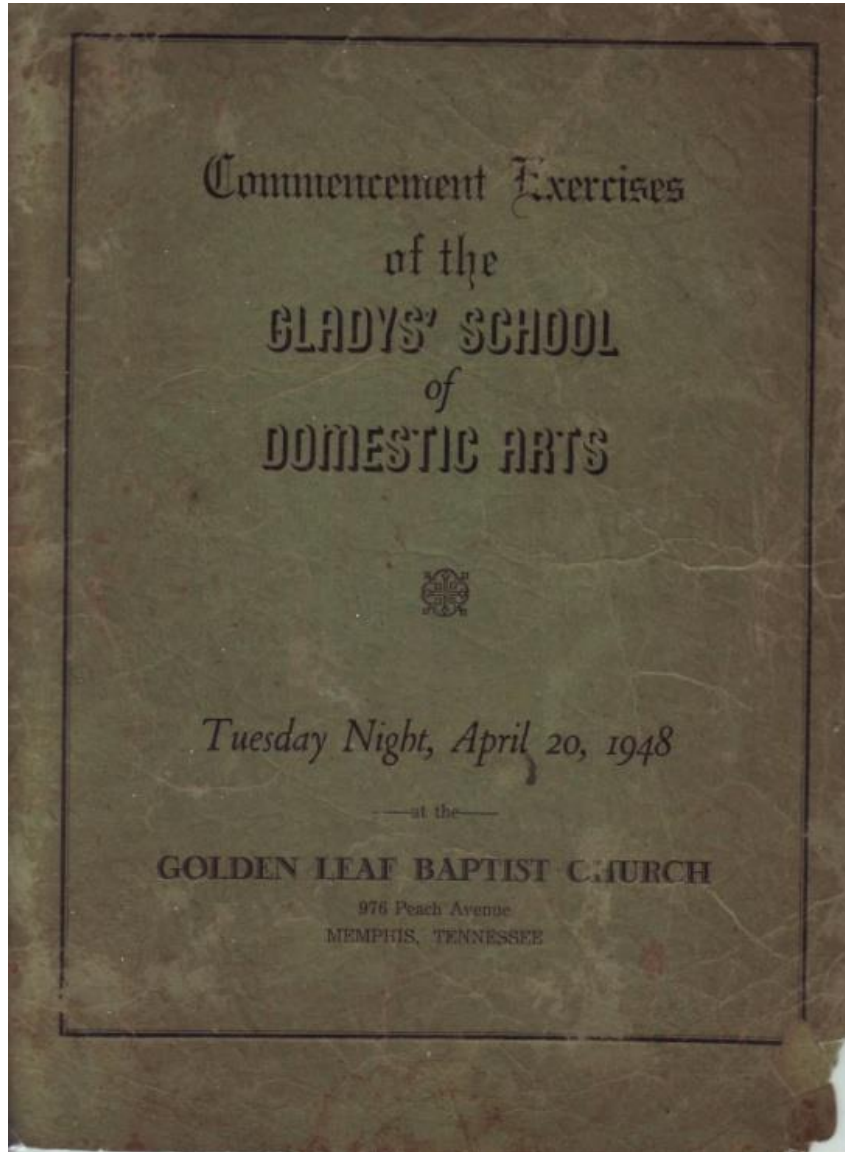 Commencement Exercises
of the
GLADYS' SCHOOL
of
DOMESTIC ARTS
Tuesday Night, April 20, 1948
—at the—
GOLDEN LEAF BAPTIST CHURCH
976 Peach Avenue
MEMPHIS, TENNESSEE